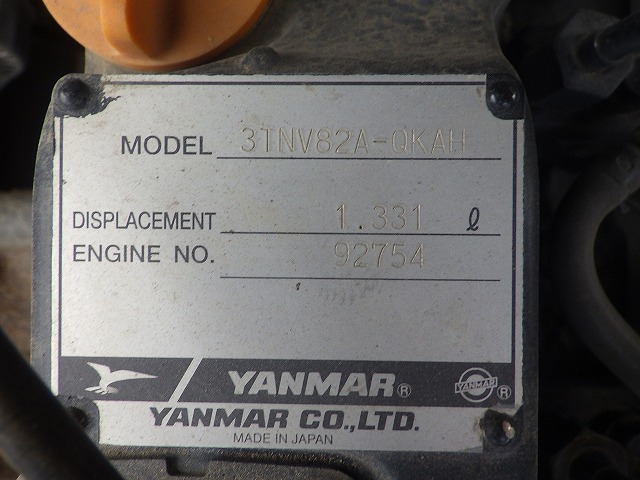 MODEL 3TNV82A-QKAH
DISPLACEMENT 1.331 ℓ
ENGINE NO. 92754
YANMAR® YANMAR ®
YANMAR CO.,LTD.
MADE IN JAPAN